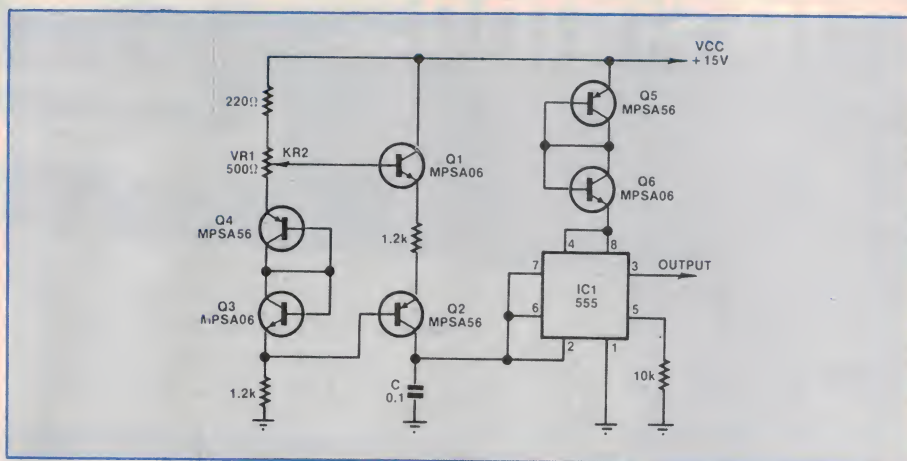 VCC
+15V
220Ω
VR1
500Ω
KR2
Q1
MPSA06
Q5
MPSA56
Q6
MPSA06
Q4
MPSA56
1.2k
Q3
MPSA06
Q2
MPSA56
4
8
7
6
3
OUTPUT
IC1
555
5
2
1
1.2k
C
0.1
10k